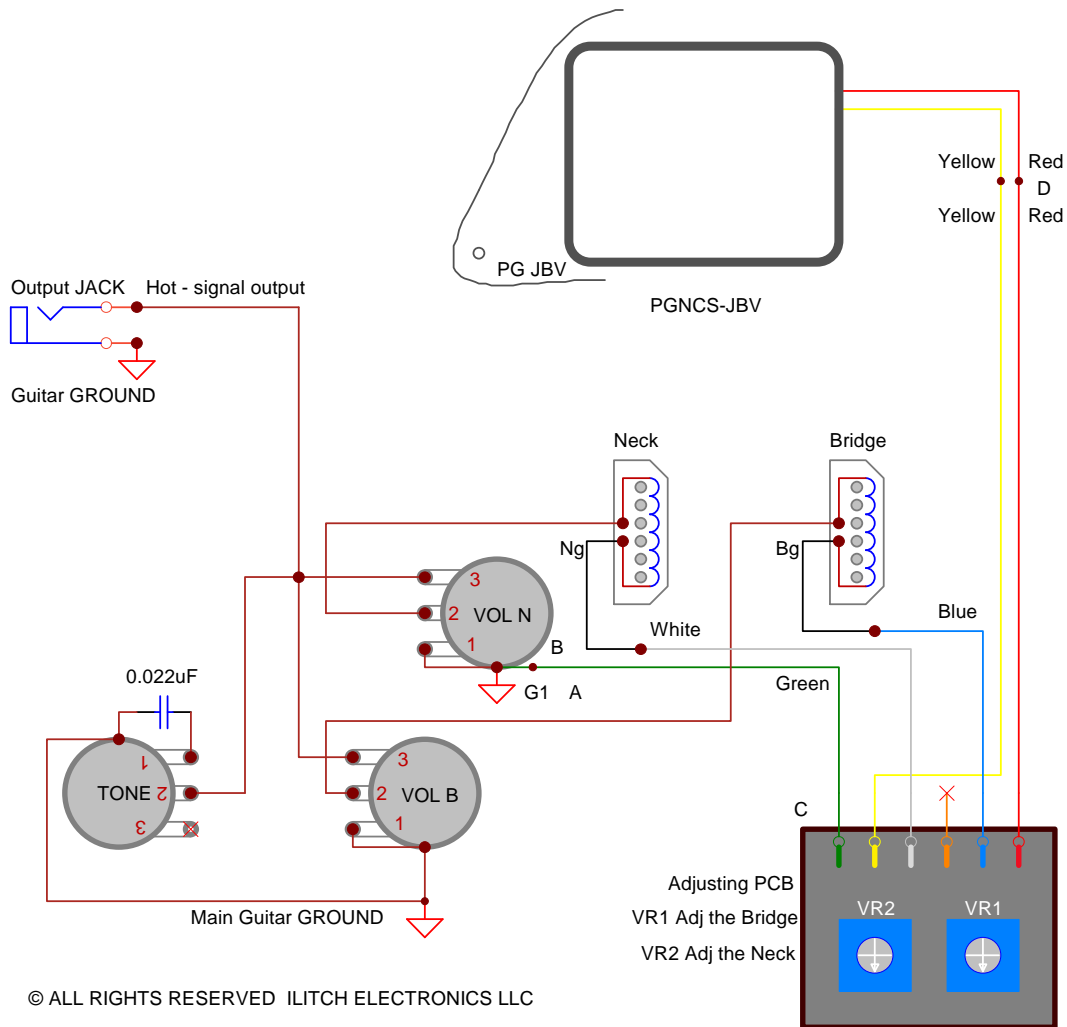 Yellow Red
D
Yellow Red
PG JBV
PGNCS-JBV
Output JACK Hot - signal output
Guitar GROUND
Neck
Bridge
Ng
Bg
3
VOL N
2
1
B
White
Blue
G1 A
Green
0.022uF
1
TONE 2
3
3
2 VOL B
1
C
Adjusting PCB
VR1 Adj the Bridge
VR2 Adj the Neck
VR2 VR1
Main Guitar GROUND
© ALL RIGHTS RESERVED ILITCH ELECTRONICS LLC